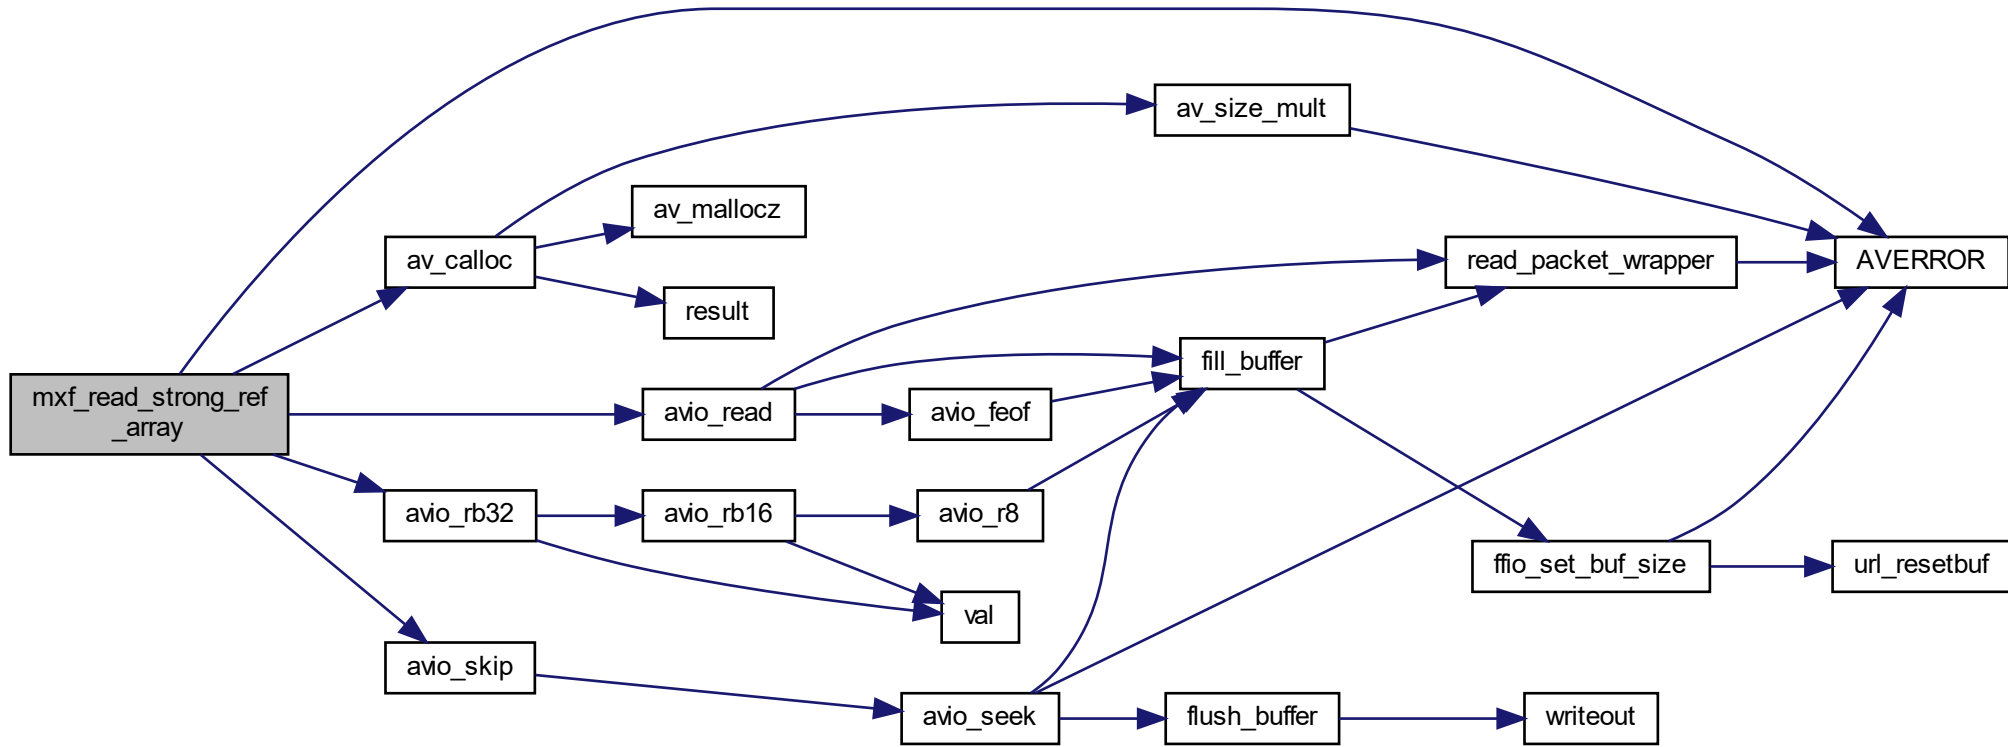 av_size_mult
av_mallocz
av_calloc
read_packet_wrapper
AVERROR
result
fill_buffer
mxf_read_strong_ref
_array
avio_read
avio_feof
avio_rb32
avio_rb16
avio_r8
ffio_set_buf_size
url_resetbuf
val
avio_skip
avio_seek
flush_buffer
writeout